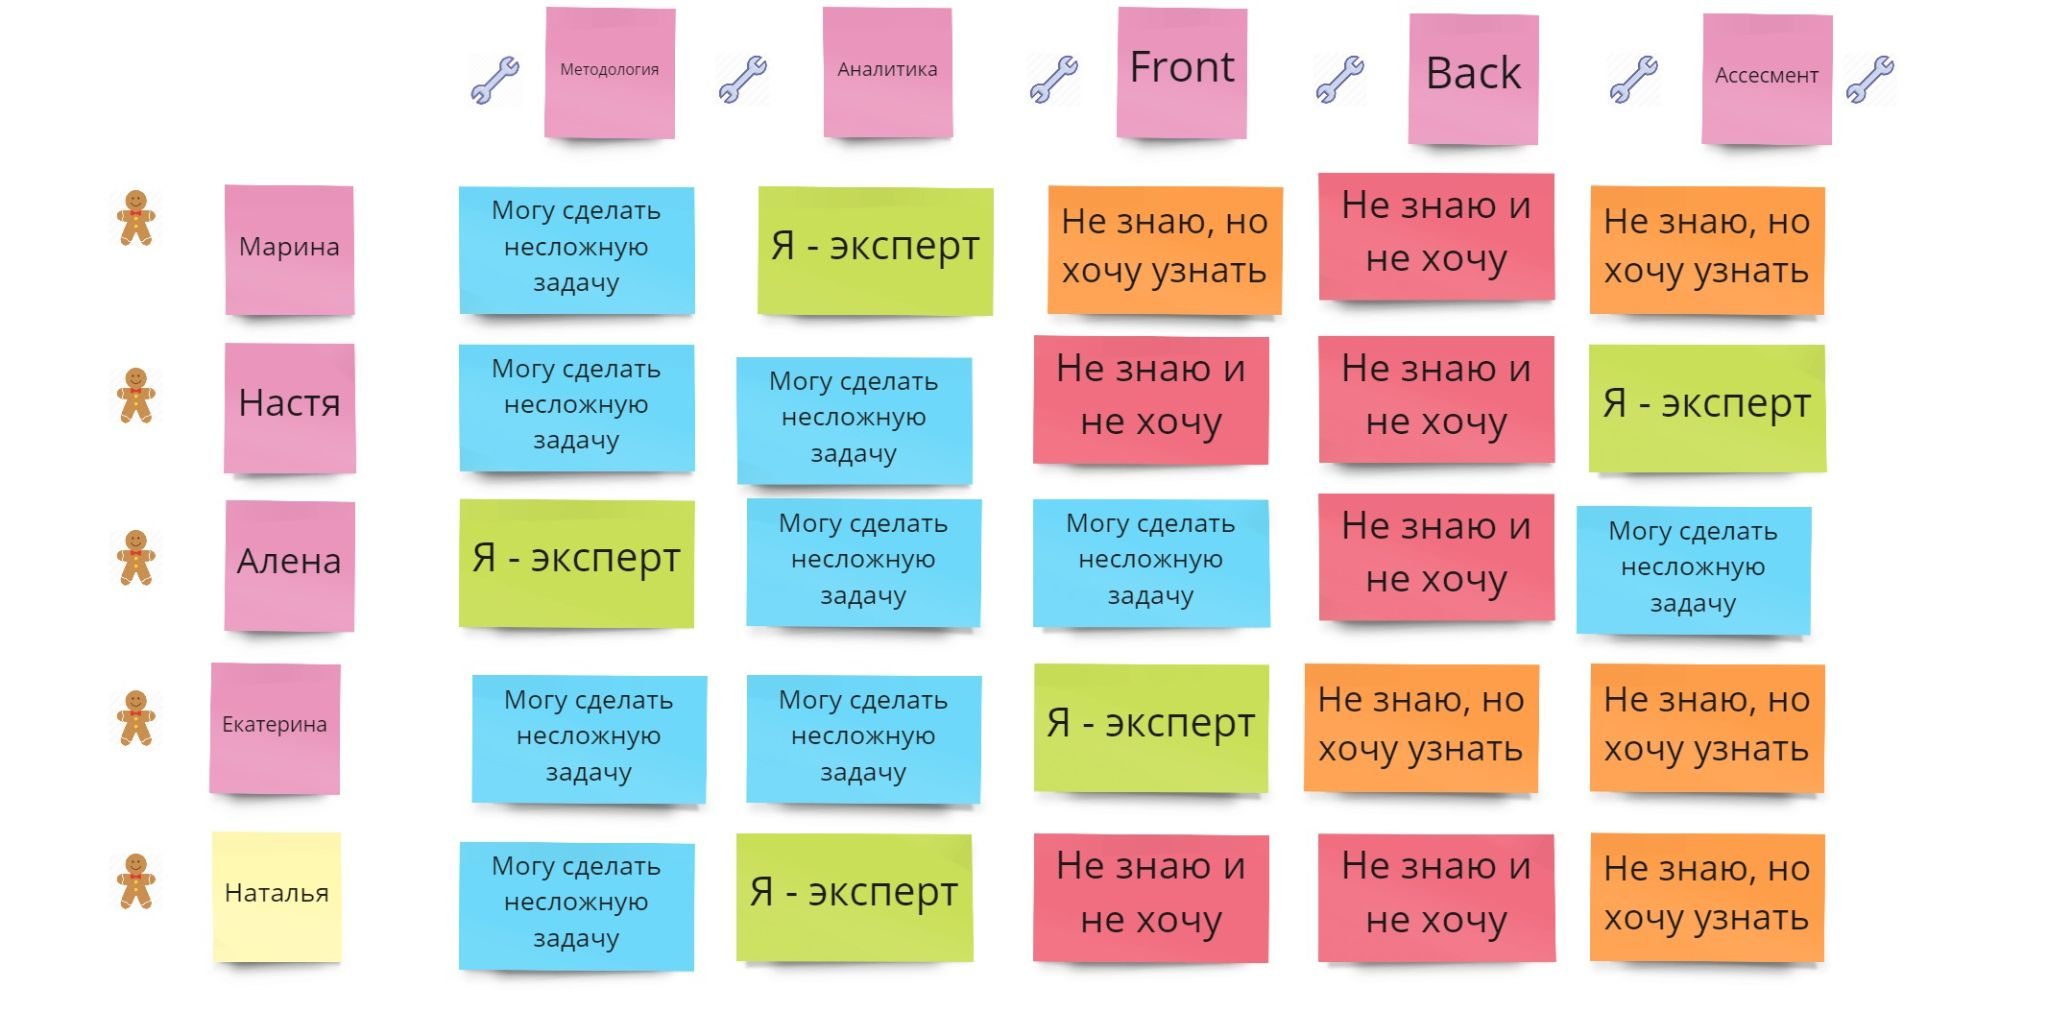 Методология
Аналитика
Front
Back
Ассесмент
Марина
Могу сделать
несложную
задачу
Я - эксперт
Не знаю, но
хочу узнать
Не знаю и
не хочу
Не знаю, но
хочу узнать
Настя
Могу сделать
несложную
задачу
Могу сделать
несложную
задачу
Не знаю и
не хочу
Не знаю и
не хочу
Я - эксперт
Алена
Я - эксперт
Могу сделать
несложную
задачу
Могу сделать
несложную
задачу
Не знаю и
не хочу
Могу сделать
несложную
задачу
Екатерина
Могу сделать
несложную
задачу
Могу сделать
несложную
задачу
Я - эксперт
Не знаю, но
хочу узнать
Не знаю, но
хочу узнать
Наталья
Могу сделать
несложную
задачу
Я - эксперт
Не знаю и
не хочу
Не знаю и
не хочу
Не знаю, но
хочу узнать